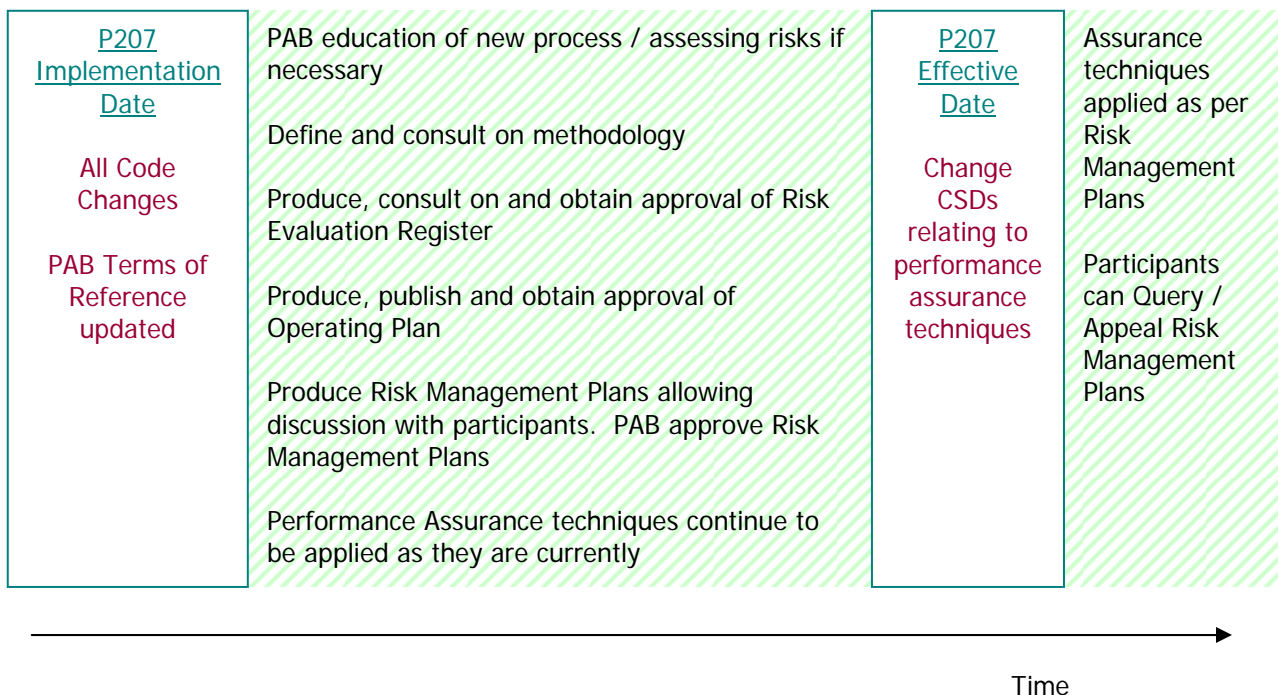 P207
Implementation
Date
All Code
Changes
PAB Terms of
Reference
updated
PAB education of new process / assessing risks if
necessary
Define and consult on methodology
Produce, consult on and obtain approval of Risk
Evaluation Register
Produce, publish and obtain approval of
Operating Plan
Produce Risk Management Plans allowing
discussion with participants.  PAB approve Risk
Management Plans
Performance Assurance techniques continue to
be applied as they are currently
P207
Effective
Date
Change
CSDs
relating to
performance
assurance
techniques
Assurance
techniques
applied as per
Risk
Management
Plans
Participants
can Query /
Appeal Risk
Management
Plans
Time